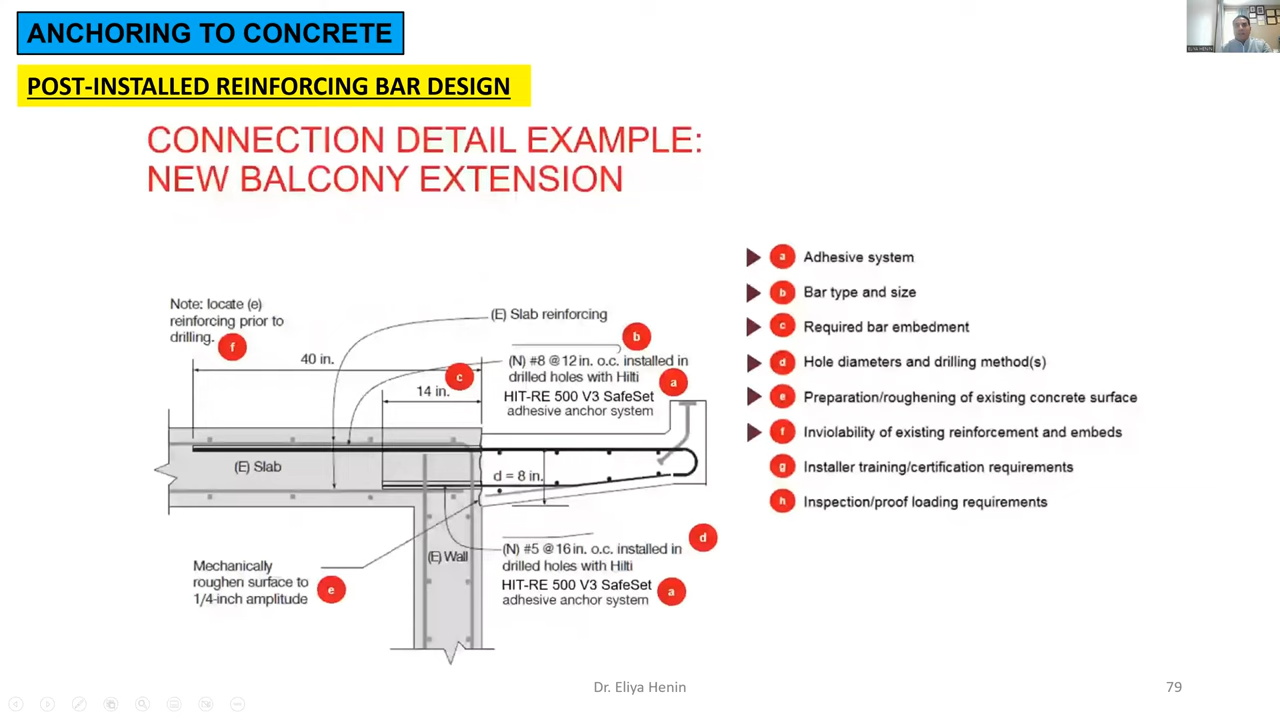 ANCHORING TO CONCRETE
POST-INSTALLED REINFORCING BAR DESIGN
CONNECTION DETAIL EXAMPLE:
NEW BALCONY EXTENSION
Note: locate (e)
reinforcing prior to
drilling.
f
40 in.
14 in.
c
(E) Slab reinforcing
b
(N) #8 @ 12 in. o.c. installed in
drilled holes with Hilti
HIT-RE 500 V3 SafeSet
adhesive anchor system
a
(E) Slab
d = 8 in.
(E) Wall
(N) #5 @ 16 in. o.c. installed in
drilled holes with Hilti
HIT-RE 500 V3 SafeSet
adhesive anchor system
d
a
Mechanically
roughen surface to
1/4-inch amplitude
e
a Adhesive system
b Bar type and size
c Required bar embedment
d Hole diameters and drilling method(s)
e Preparation/roughening of existing concrete surface
f Inviolability of existing reinforcement and embeds
g Installer training/certification requirements
h Inspection/proof loading requirements
Dr. Eliya Henin
79